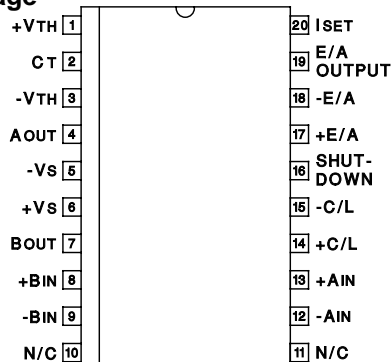 age
+VTH 1
CT 2
-VTH 3
AOUT 4
-VS 5
+VS 6
BOUT 7
+BIN 8
-BIN 9
N/C 10
20 ISET
19 E/A OUTPUT
18 -E/A
17 +E/A
16 SHUT-
DOWN
15 -C/L
14 +C/L
13 +AIN
12 -AIN
11 N/C